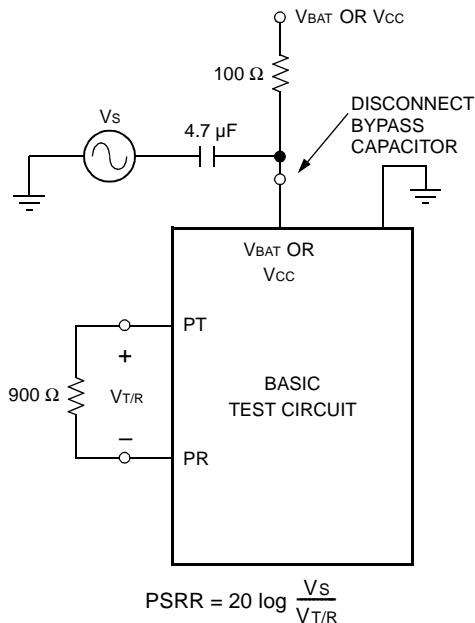 VBAT OR VCC
100 Ω
VS
4.7 µF
DISCONNECT
BYPASS
CAPACITOR
VBAT OR
VCC
PT
+
900 Ω
VT/R
BASIC
TEST CIRCUIT
–
PR
PSRR = 20 log VS
VT/R